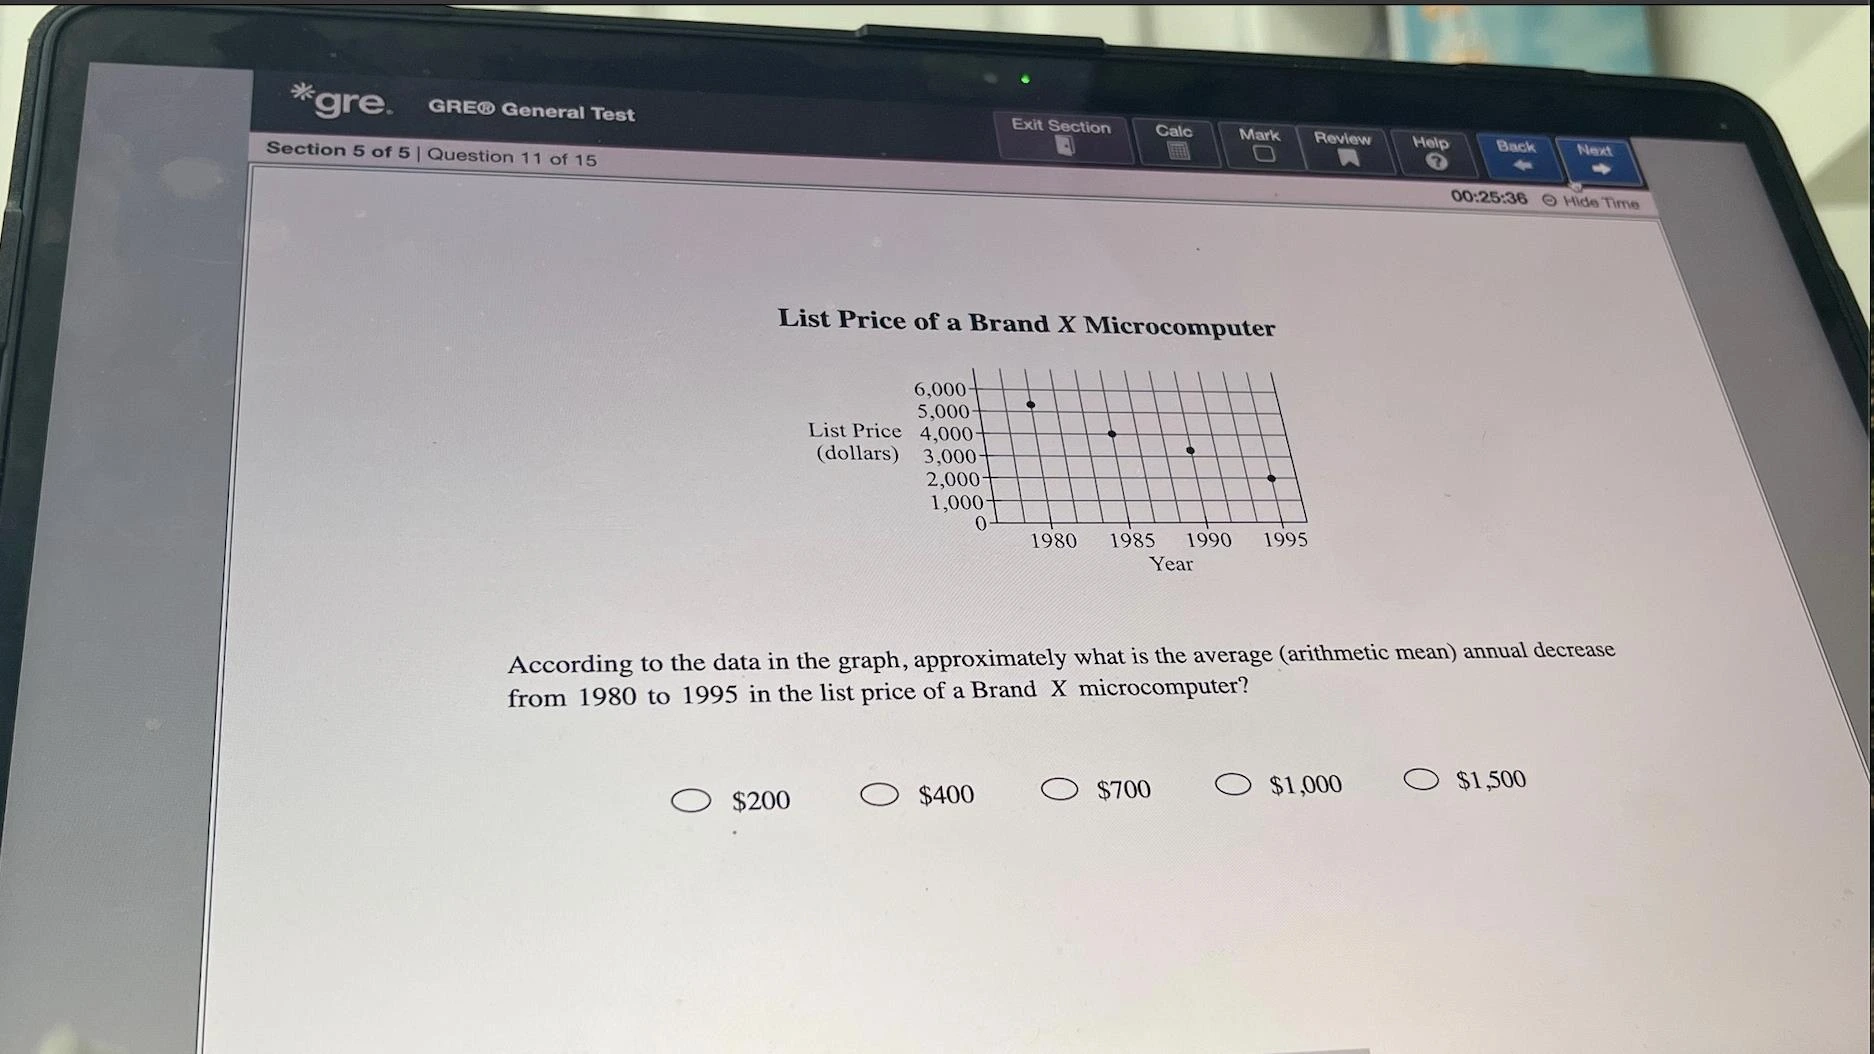 *gre. GRE® General Test
Exit Section Calc Mark Review Help Back Next
Section 5 of 5 | Question 11 of 15
00:25:36 Hide Time
List Price of a Brand X Microcomputer
6,000
5,000
List Price 4,000
(dollars) 3,000
2,000
1,000
0
1980 1985 1990 1995
Year
According to the data in the graph, approximately what is the average (arithmetic mean) annual decrease
from 1980 to 1995 in the list price of a Brand X microcomputer?
$200 $400 $700 $1,000 $1,500